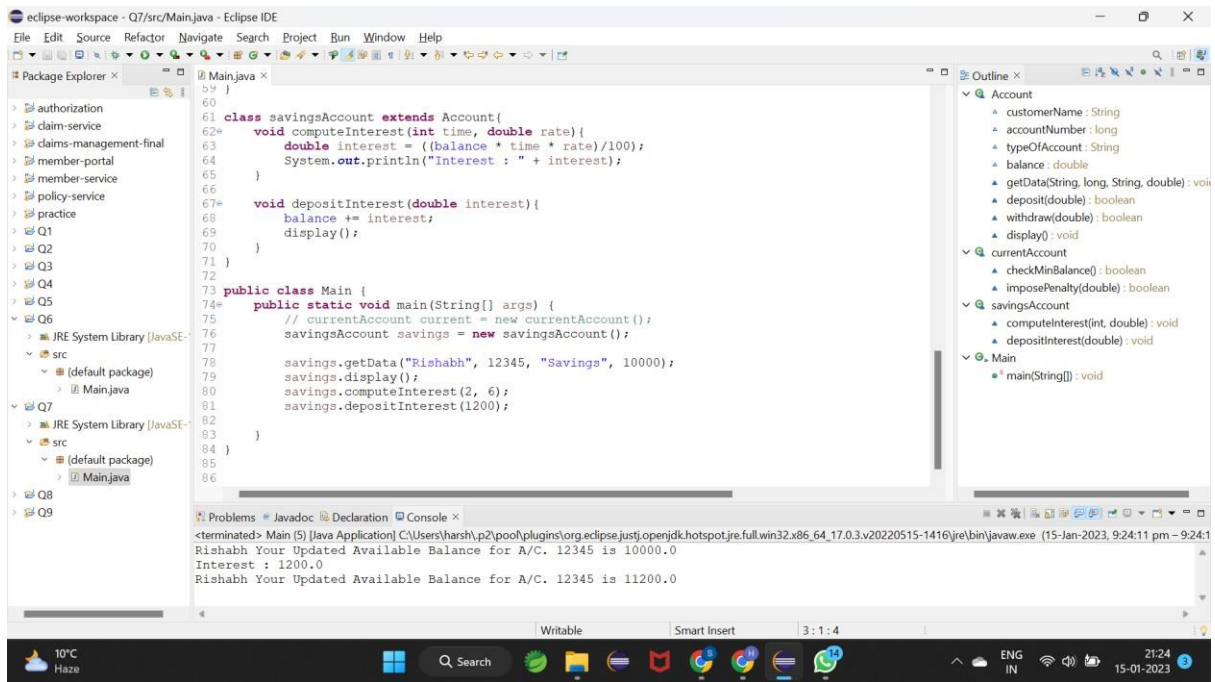 eclipse-workspace - Q7/src/Main.java - Eclipse IDE
File Edit Source Refactor Navigate Search Project Run Window Help
Package Explorer
authorization
claim-service
claims-management-final
member-portal
member-service
policy-service
practice
Q1
Q2
Q3
Q4
Q5
Q6
JRE System Library [JavaSE-
src
(default package)
Main.java
Q7
JRE System Library [JavaSE-
src
(default package)
Main.java
Q8
Q9
Main.java
59 }
60
61 class savingsAccount extends Account{
62 void computeInterest(int time, double rate){
63 double interest = ((balance * time * rate)/100);
64 System.out.println("Interest : " + interest);
65 }
66
67 void depositInterest(double interest){
68 balance += interest;
69 display();
70 }
71 }
72
73 public class Main {
74 public static void main(String[] args) {
75 // currentAccount current = new currentAccount();
76 savingsAccount savings = new savingsAccount();
77
78 savings.getData("Rishabh", 12345, "Savings", 10000);
79 savings.display();
80 savings.computeInterest(2, 6);
81 savings.depositInterest(1200);
82
83 }
84 }
85
86
Outline
Account
customerName : String
accountNumber : long
typeOfAccount : String
balance : double
getData(String, long, String, double) : voi
deposit(double) : boolean
withdraw(double) : boolean
display() : void
currentAccount
checkMinBalance() : boolean
imposePenalty(double) : boolean
savingsAccount
computeInterest(int, double) : void
depositInterest(double) : void
Main
main(String[]) : void
Problems Javadoc Declaration Console
<terminated> Main (5) [Java Application] C:\Users\harsh\.p2\pool\plugins\org.eclipse.justj.openjdk.hotspot.jre.full.win32.x86_64_17.0.3.v20220515-1416\jre\bin\javaw.exe (15-Jan-2023, 9:24:11 pm – 9:24:1
Rishabh Your Updated Available Balance for A/C. 12345 is 10000.0
Interest : 1200.0
Rishabh Your Updated Available Balance for A/C. 12345 is 11200.0
Writable Smart Insert 3 : 1 : 4
10°C
Haze
Search
14
ENG
IN
21:24
15-01-2023
3